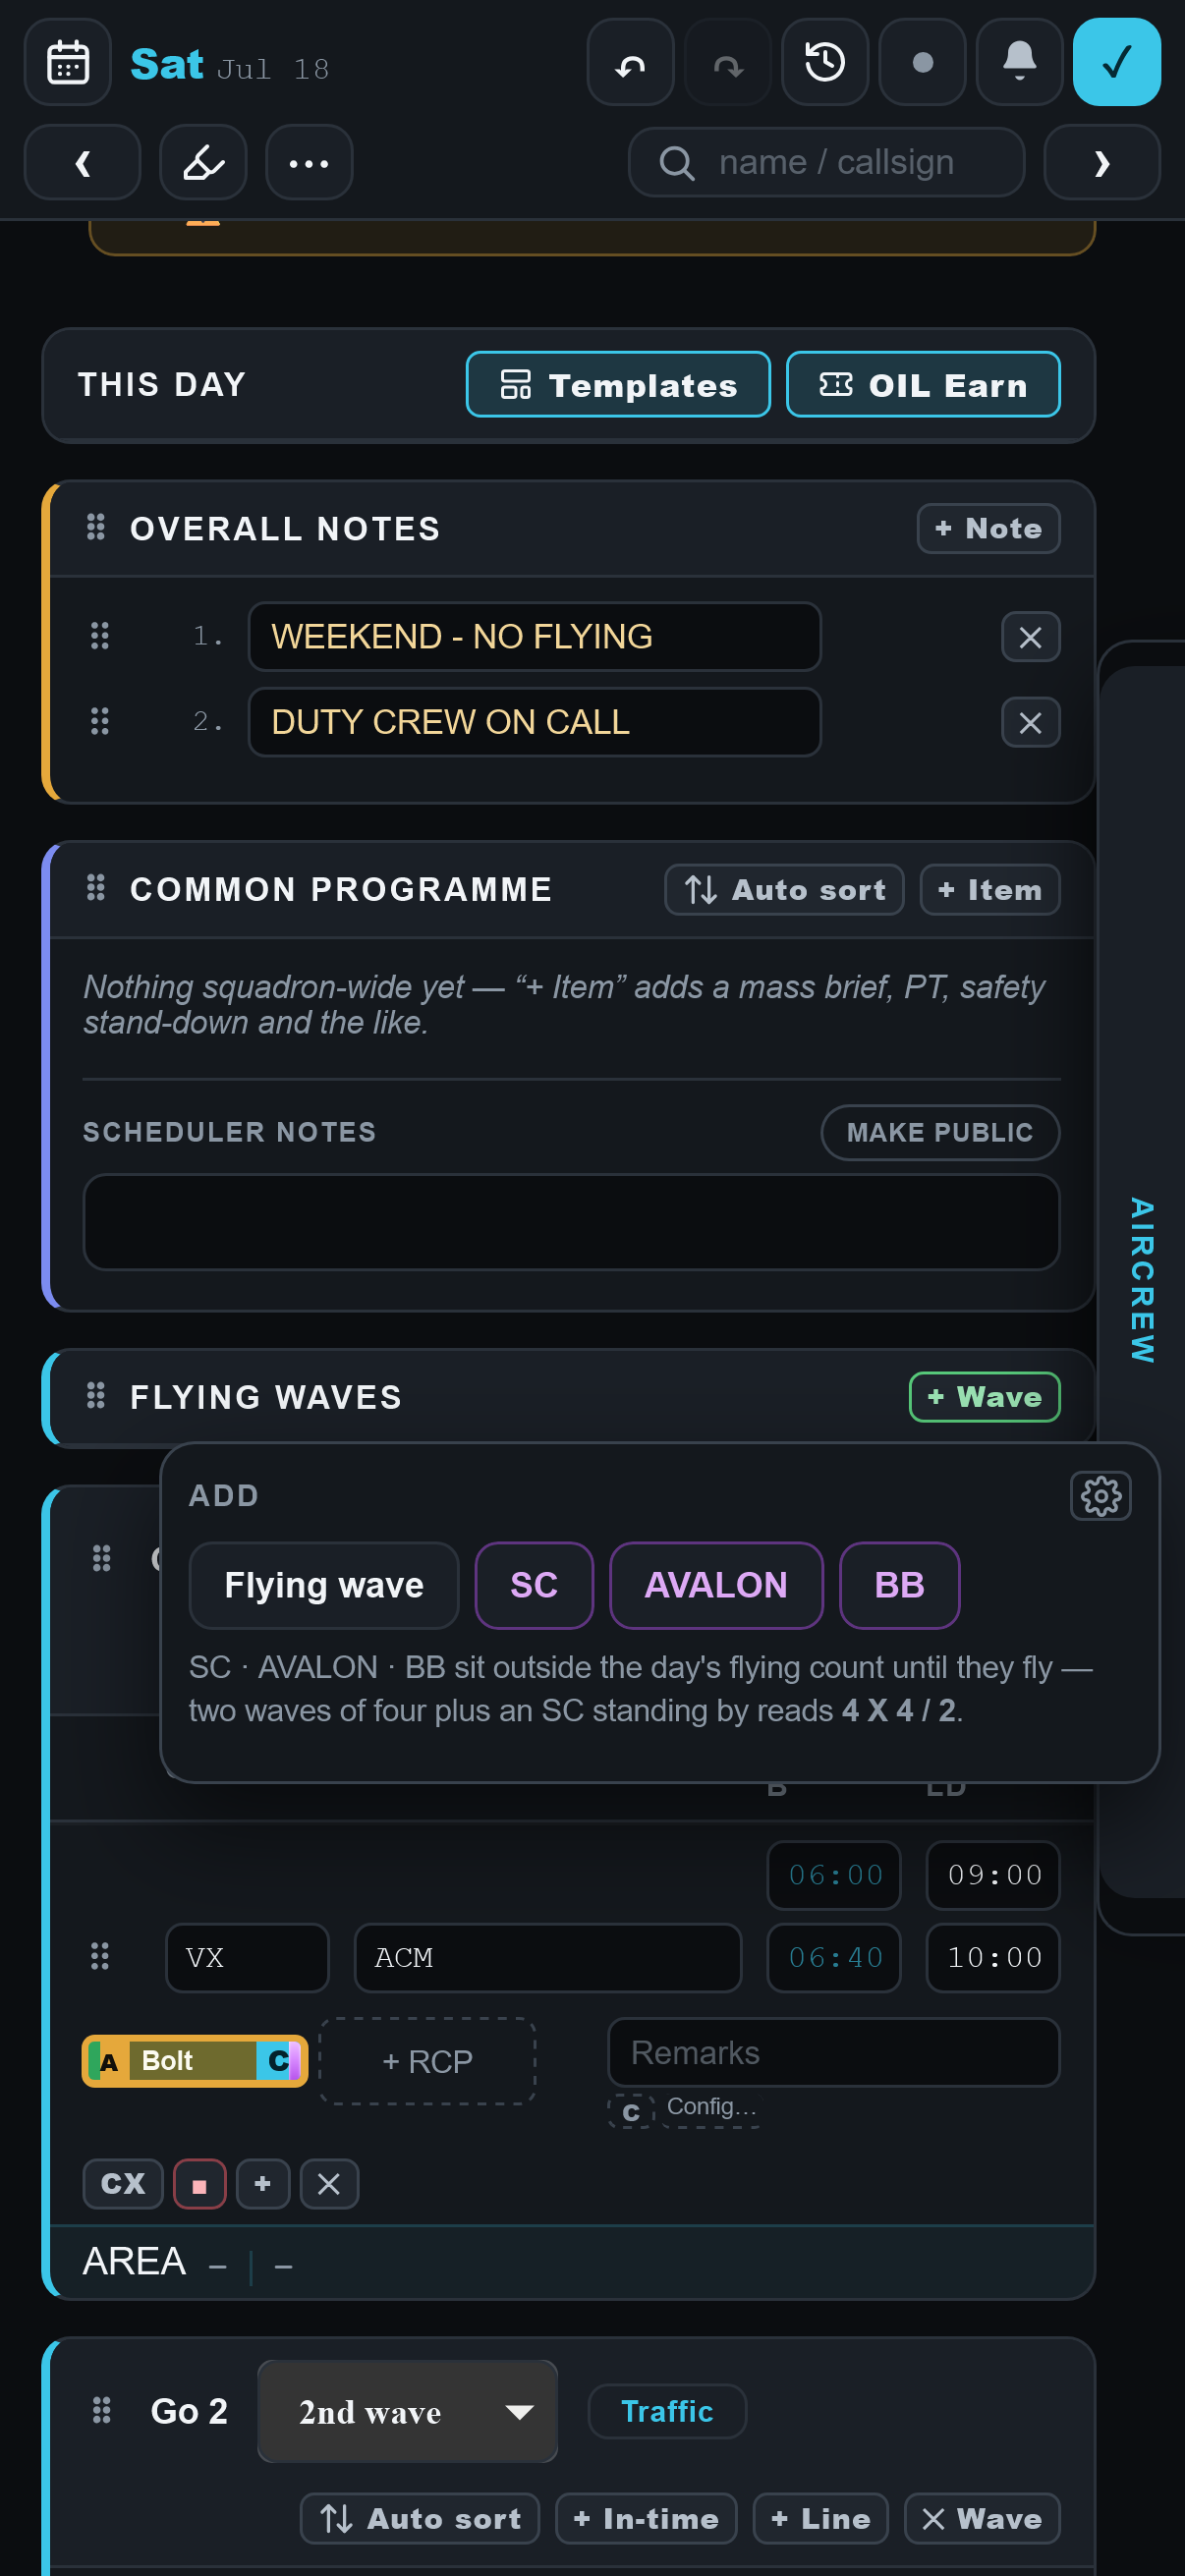 Sat Jul 18
name / callsign
THIS DAY
Templates
OIL Earn
OVERALL NOTES
+ Note
1. WEEKEND - NO FLYING
2. DUTY CREW ON CALL
COMMON PROGRAMME
Auto sort
+ Item
Nothing squadron-wide yet — “+ Item” adds a mass brief, PT, safety
stand-down and the like.
SCHEDULER NOTES
MAKE PUBLIC
AIRCREW
FLYING WAVES
+ Wave
ADD
Flying wave
SC
AVALON
BB
SC · AVALON · BB sit outside the day's flying count until they fly —
two waves of four plus an SC standing by reads 4 X 4 / 2.
B
LD
06:00 09:00
VX ACM 06:40 10:00
A Bolt C
+ RCP
Remarks
C Config...
CX
+
AREA – | –
Go 2
2nd wave
Traffic
Auto sort
+ In-time
+ Line
Wave